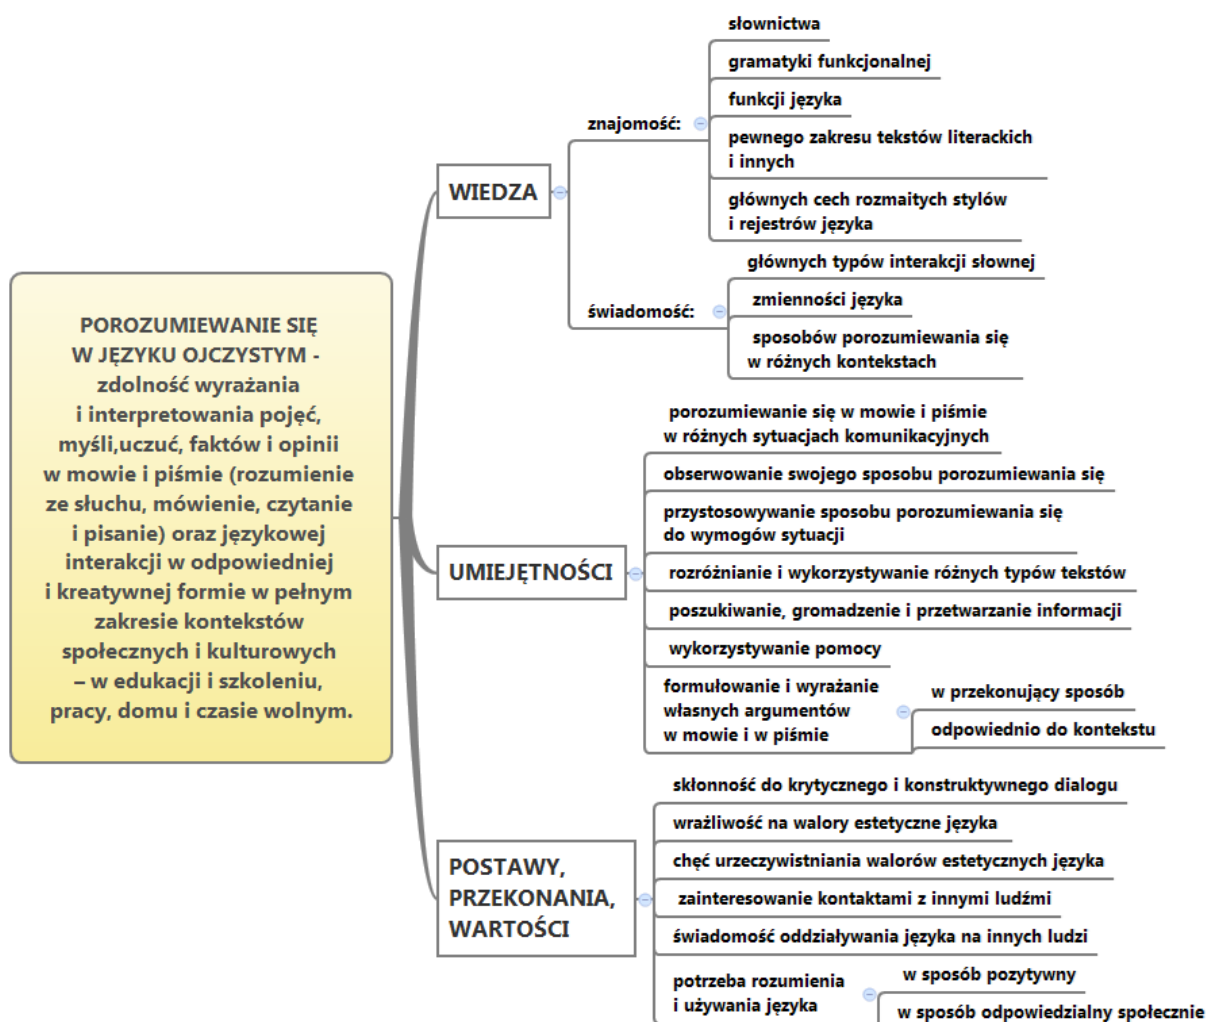 POROZUMIEWANIE SIĘ
W JĘZYKU OJCZYSTYM -
zdolność wyrażania
i interpretowania pojęć,
myśli,uczuć, faktów i opinii
w mowie i piśmie (rozumienie
ze słuchu, mówienie, czytanie
i pisanie) oraz językowej
interakcji w odpowiedniej
i kreatywnej formie w pełnym
zakresie kontekstów
społecznych i kulturowych
– w edukacji i szkoleniu,
pracy, domu i czasie wolnym.
WIEDZA
znajomość:
słownictwa
gramatyki funkcjonalnej
funkcji języka
pewnego zakresu tekstów literackich
i innych
głównych cech rozmaitych stylów
i rejestrów języka
świadomość:
głównych typów interakcji słownej
zmienności języka
sposobów porozumiewania się
w różnych kontekstach
UMIEJĘTNOŚCI
porozumiewanie się w mowie i piśmie
w różnych sytuacjach komunikacyjnych
obserwowanie swojego sposobu porozumiewania się
przystosowywanie sposobu porozumiewania się
do wymogów sytuacji
rozróżnianie i wykorzystywanie różnych typów tekstów
poszukiwanie, gromadzenie i przetwarzanie informacji
wykorzystywanie pomocy
formułowanie i wyrażanie
własnych argumentów
w mowie i w piśmie
w przekonujący sposób
odpowiednio do kontekstu
POSTAWY,
PRZEKONANIA,
WARTOŚCI
skłonność do krytycznego i konstruktywnego dialogu
wrażliwość na walory estetyczne języka
chęć urzeczywistniania walorów estetycznych języka
zainteresowanie kontaktami z innymi ludźmi
świadomość oddziaływania języka na innych ludzi
potrzeba rozumienia
i używania języka
w sposób pozytywny
w sposób odpowiedzialny społecznie